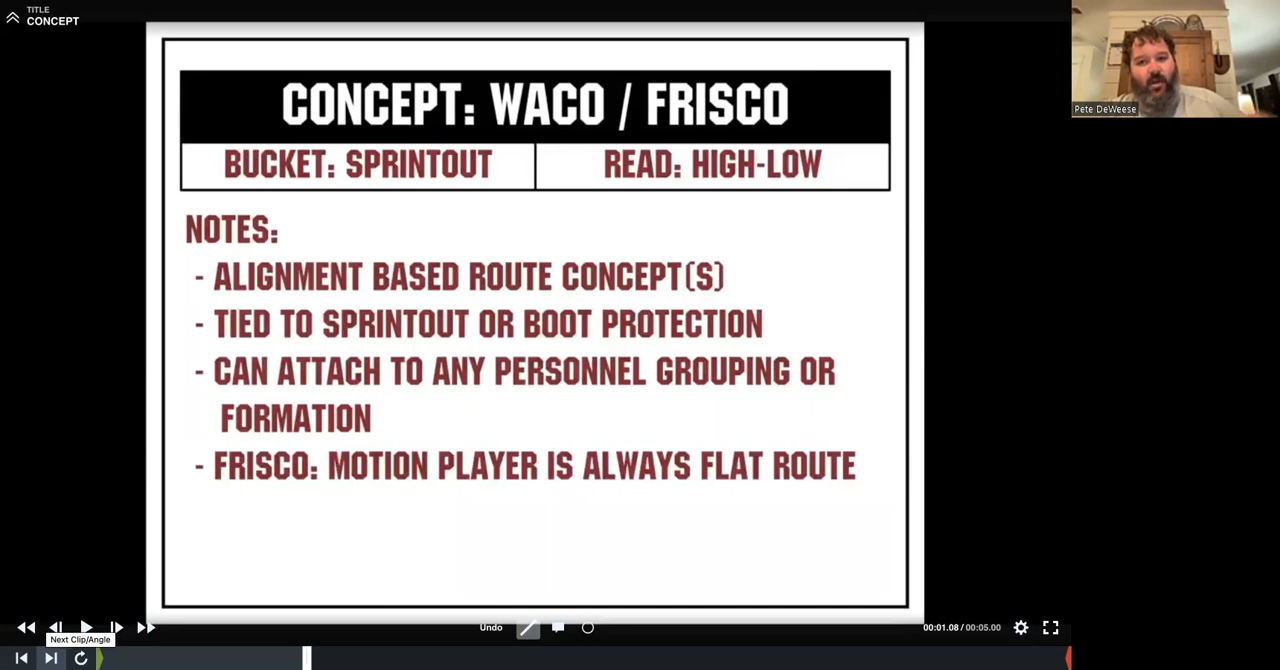 TITLE
CONCEPT
CONCEPT: WACO / FRISCO
BUCKET: SPRINTOUT
READ: HIGH-LOW
NOTES:
- ALIGNMENT BASED ROUTE CONCEPT(S)
- TIED TO SPRINTOUT OR BOOT PROTECTION
- CAN ATTACH TO ANY PERSONNEL GROUPING OR
FORMATION
- FRISCO: MOTION PLAYER IS ALWAYS FLAT ROUTE
Pete DeWeese
Undo
00:01.08 / 00:05.00
Next Clip/Angle